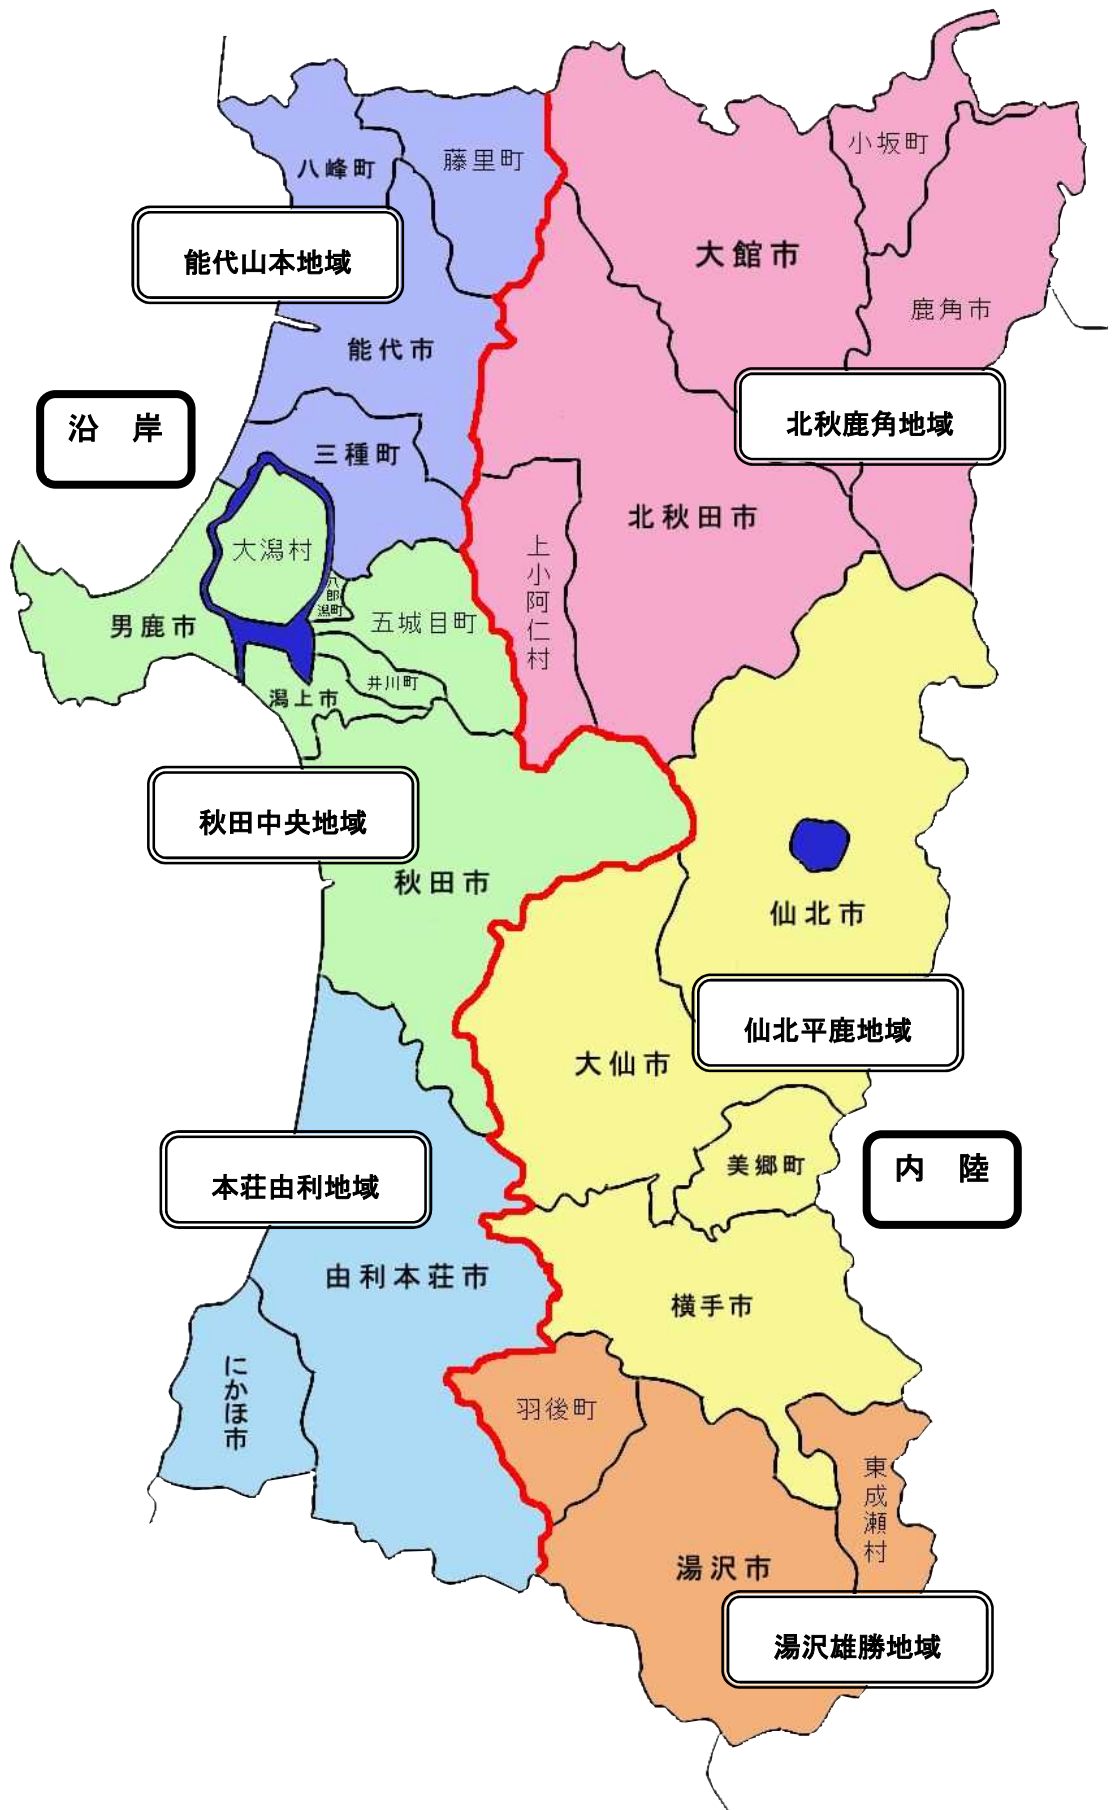 八峰町
藤里町
小坂町
大館市
能代山本地域
鹿角市
能代市
北秋鹿角地域
沿　岸
三種町
北秋田市
大潟村
上小阿仁村
八郎潟町
五城目町
男鹿市
井川町
潟上市
秋田中央地域
秋田市
仙北市
仙北平鹿地域
大仙市
美郷町
内　陸
本荘由利地域
由利本荘市
横手市
にかほ市
羽後町
東成瀬村
湯沢市
湯沢雄勝地域